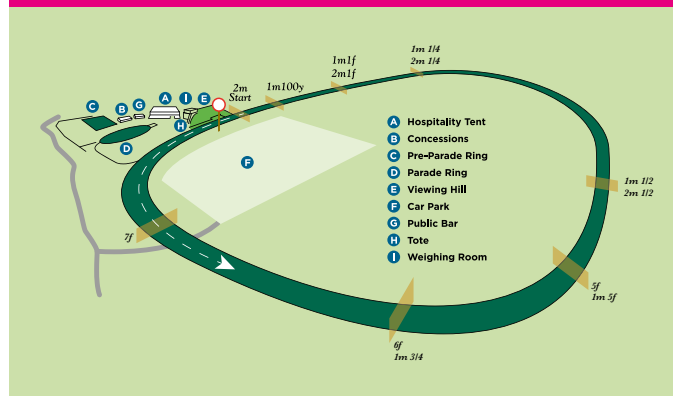 1m 1/4
2m 1/4
1m1f
2m1f
1m100y
2m
Start
A
I
E
G
C
B
H
D
F
A Hospitality Tent
B Concessions
C Pre-Parade Ring
D Parade Ring
E Viewing Hill
F Car Park
G Public Bar
H Tote
I Weighing Room
1m 1/2
2m 1/2
7f
5f
1m 5f
6f
1m 3/4